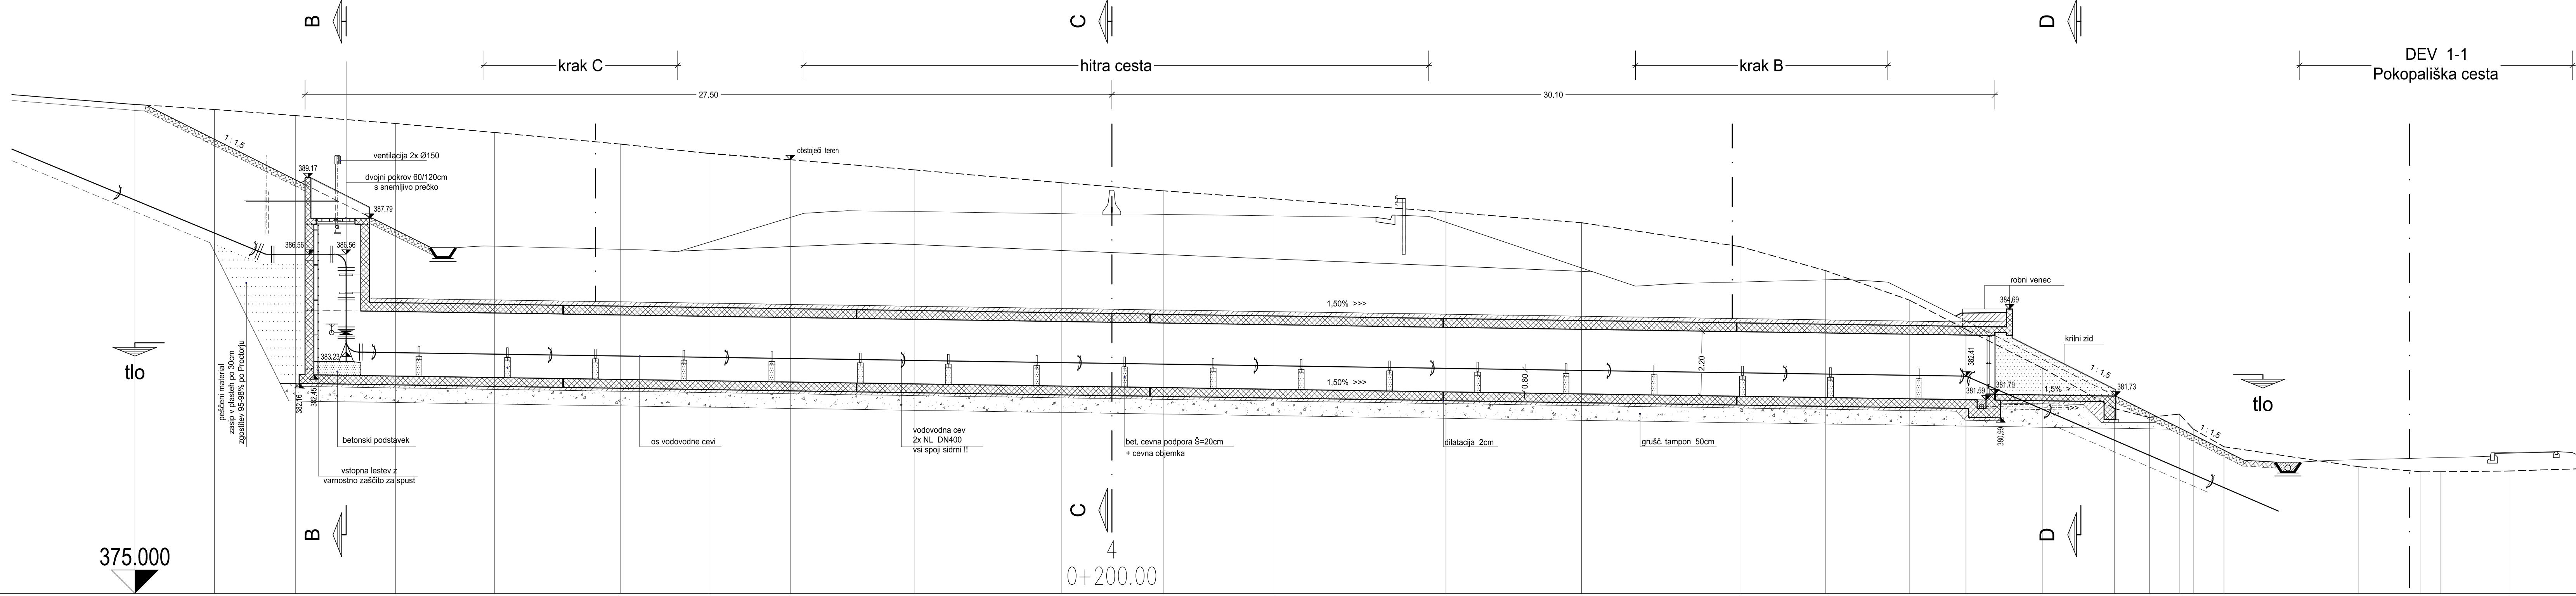 B
C
D
krak C
hitra cesta
krak B
DEV 1-1
Pokopališka cesta
27.50
30.10
1 : 1,5
ventilacija 2x Ø150
dvojni pokrov 60/120cm
s snemljivo prečko
389.17
387.79
obstoječi teren
386,56
386,56
383,23
382.16
382.45
peščeni material
zasip v plasteh po 30cm
zgostitev 95-98% po Proctorju
tlo
1,50% >>>
1,50% >>>
2,20
0.80
robni venec
384,69
krilni zid
382.41
381.59
381.79
1 : 1,5
1,5% >
>>>
381,73
380,99
1 : 1,5
tlo
betonski podstavek
os vodovodne cevi
vodovodna cev
2x NL DN400
vsi spoji sidrni !!
bet. cevna podpora Š=20cm
+ cevna objemka
dilatacija 2cm
grušč. tampon 50cm
vstopna lestev z
varnostno zaščito za spust
B
C
D
375.000
4
0+200.00